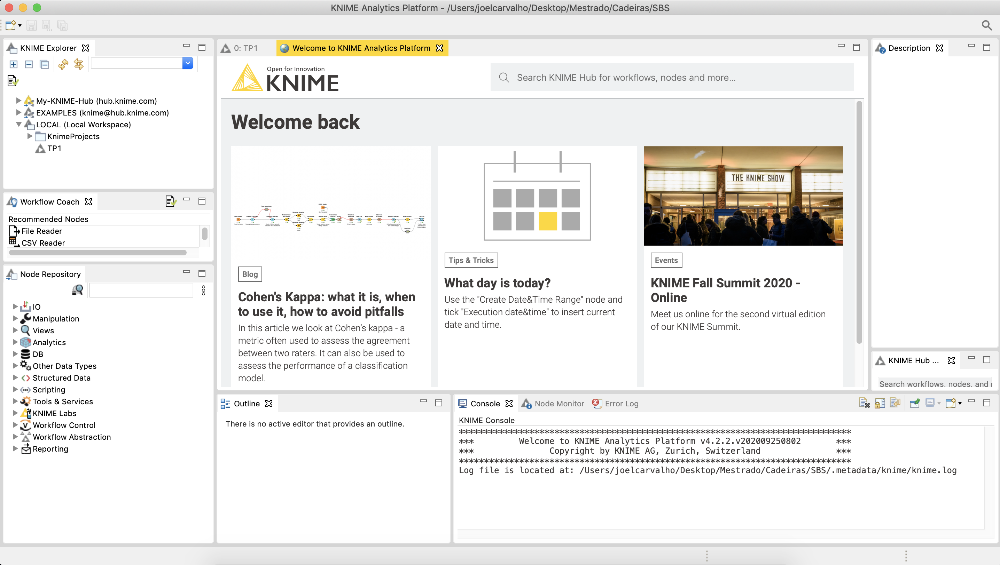 KNIME Analytics Platform - /Users/joelcarvalho/Desktop/Mestrado/Cadeiras/SBS
KNIME Explorer
My-KNIME-Hub (hub.knime.com)
EXAMPLES (knime@hub.knime.com)
LOCAL (Local Workspace)
KnimeProjects
TP1
Workflow Coach
Recommended Nodes
File Reader
CSV Reader
Node Repository
IO
Manipulation
Views
Analytics
DB
Other Data Types
Structured Data
Scripting
Tools & Services
KNIME Labs
Workflow Control
Workflow Abstraction
Reporting
0: TP1
Welcome to KNIME Analytics Platform
Open for Innovation
KNIME
Search KNIME Hub for workflows, nodes and more...
Welcome back
Blog
Cohen's Kappa: what it is, when
to use it, how to avoid pitfalls
In this article we look at Cohen’s kappa - a
metric often used to assess the agreement
between two raters. It can also be used to
assess the performance of a classification
model.
Tips & Tricks
What day is today?
Use the "Create Date&Time Range" node and
tick "Execution date&time" to insert current
date and time.
THE KNIME SHOW
Events
KNIME Fall Summit 2020 -
Online
Meet us online for the second virtual edition
of our KNIME Summit.
Description
KNIME Hub ...
Search workflows, nodes, and
Outline
There is no active editor that provides an outline.
Console
Node Monitor
Error Log
KNIME Console
******************************************************************************
*** Welcome to KNIME Analytics Platform v4.2.2.v202009250802 ***
*** Copyright by KNIME AG, Zurich, Switzerland ***
******************************************************************************
Log file is located at: /Users/joelcarvalho/Desktop/Mestrado/Cadeiras/SBS/.metadata/knime/knime.log